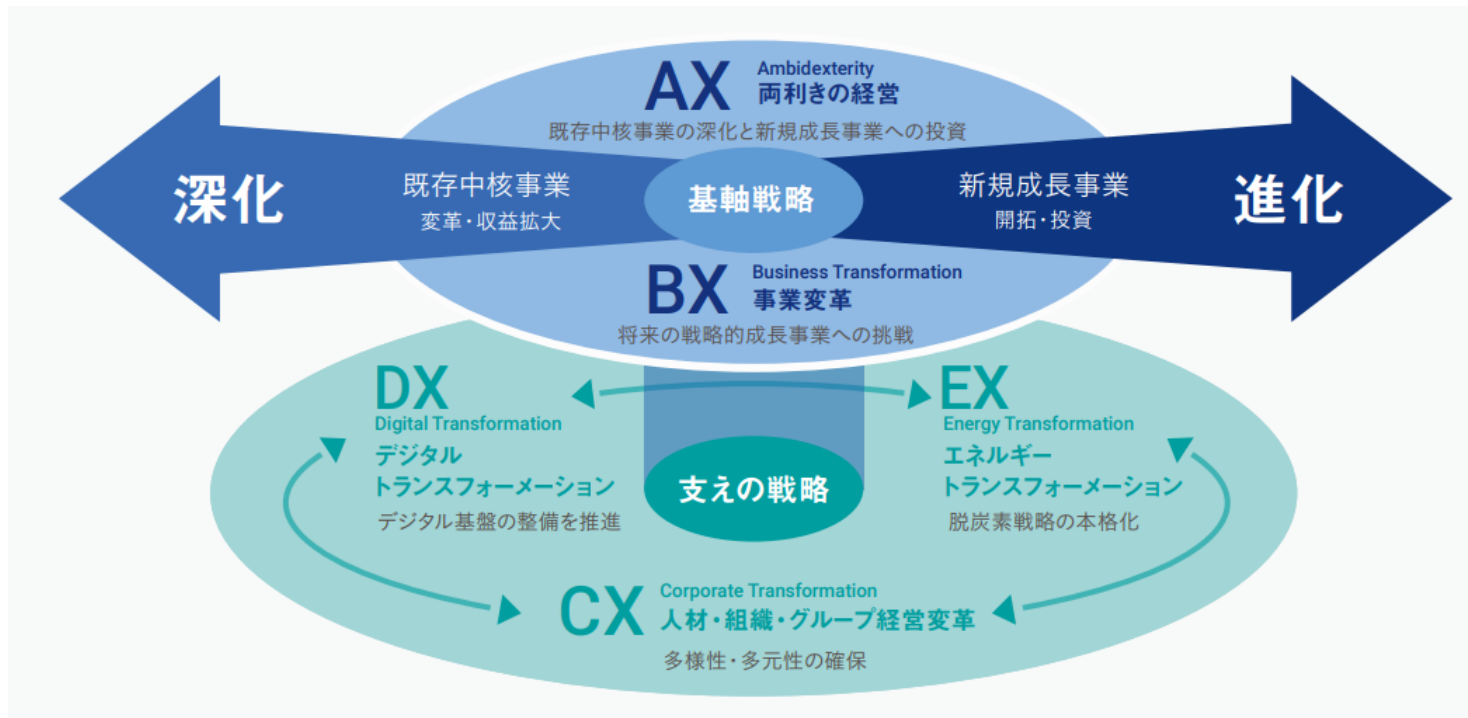 AX
Ambidexterity
両利きの経営
既存中核事業の深化と新規成長事業への投資
深化
既存中核事業
変革・収益拡大
基軸戦略
新規成長事業
開拓・投資
進化
BX
Business Transformation
事業変革
将来の戦略的成長事業への挑戦
DX
Digital Transformation
デジタル
トランスフォーメーション
デジタル基盤の整備を推進
支えの戦略
EX
Energy Transformation
エネルギー
トランスフォーメーション
脱炭素戦略の本格化
CX
Corporate Transformation
人材・組織・グループ経営変革
多様性・多元性の確保